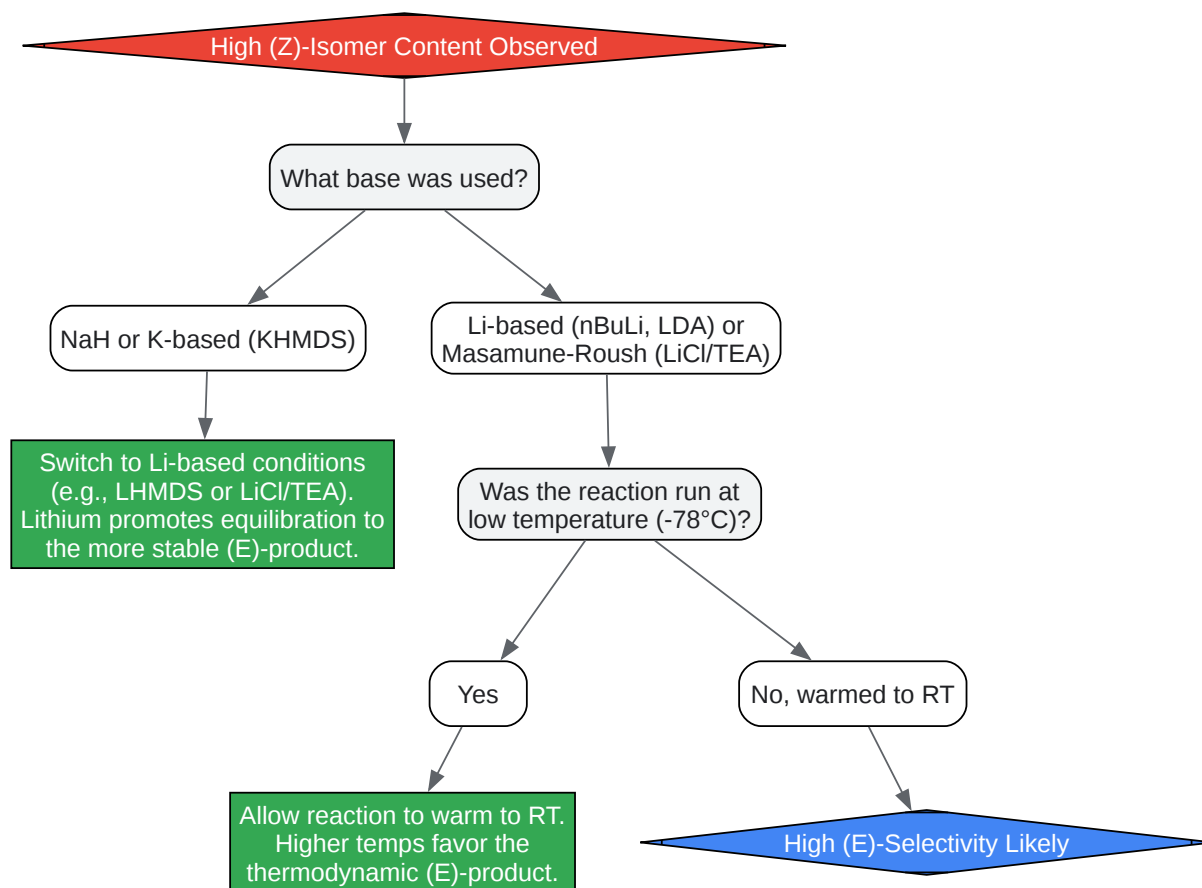 High (Z)-Isomer Content Observed
What base was used?
NaH or K-based (KHMDS)
Li-based (nBuLi, LDA) or
Masamune-Roush (LiCl/TEA)
Switch to Li-based conditions
(e.g., LHMDS or LiCl/TEA).
Lithium promotes equilibration to
the more stable (E)-product.
Was the reaction run at
low temperature (-78°C)?
Yes
No, warmed to RT
Allow reaction to warm to RT.
Higher temps favor the
thermodynamic (E)-product.
High (E)-Selectivity Likely